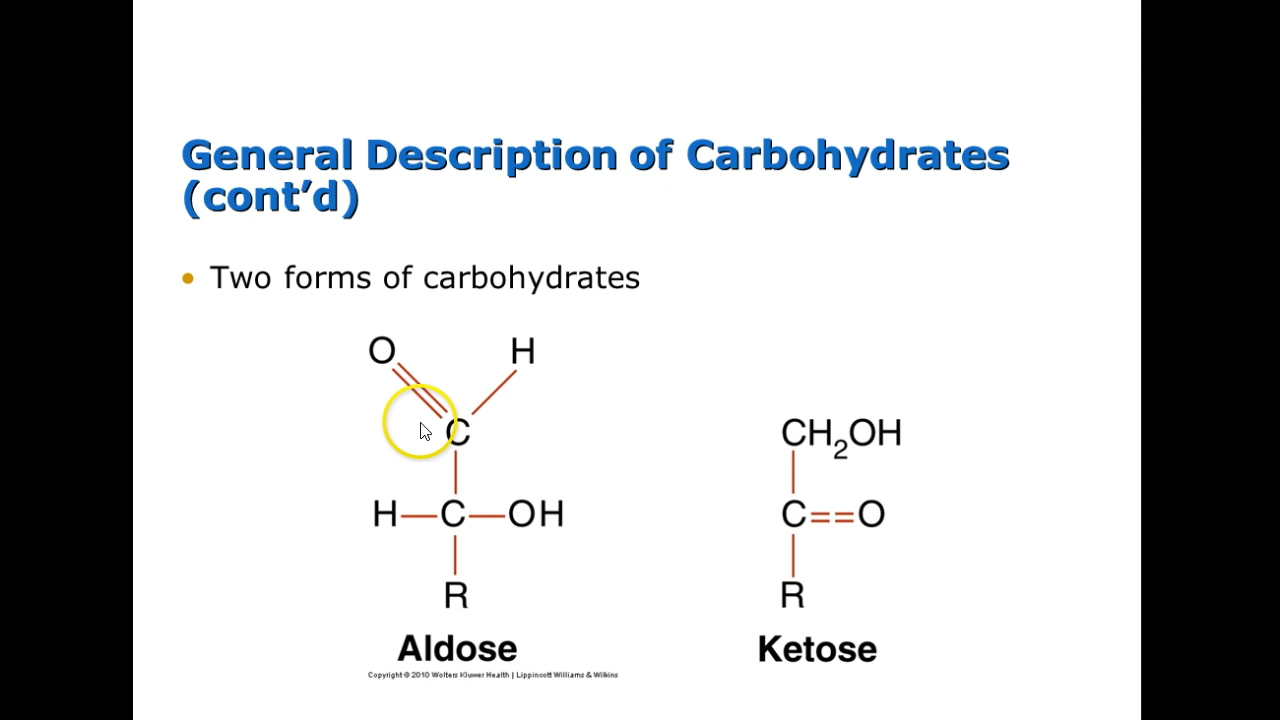 General Description of Carbohydrates
(cont’d)
• Two forms of carbohydrates
O H
C
H—C—OH
R
Aldose
CH₂OH
C==O
R
Ketose
Copyright © 2010 Wolters Kluwer Health | Lippincott Williams & Wilkins